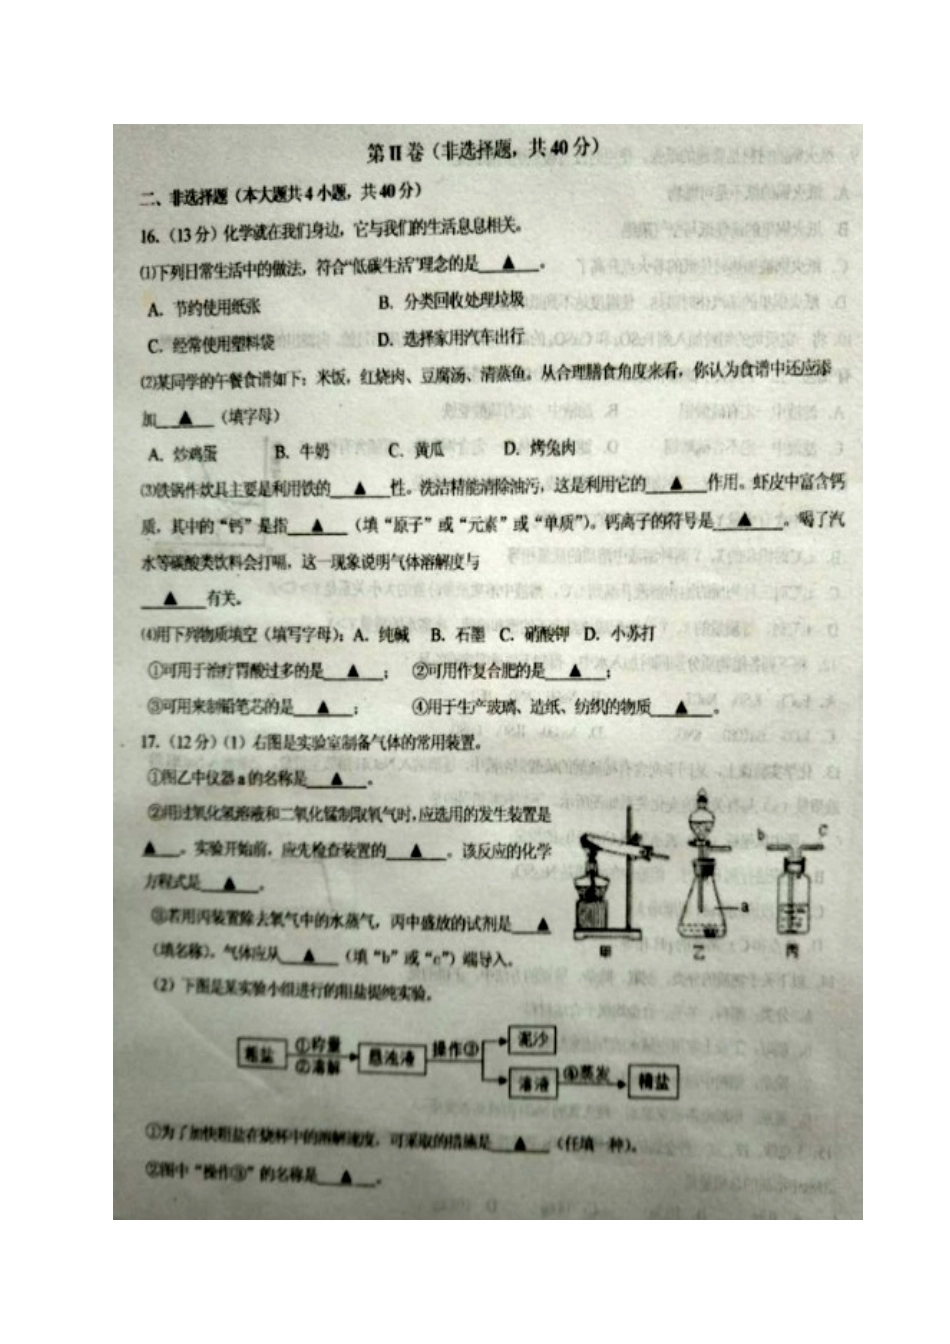 第Ⅱ卷（非选择题，共40分）
二、非选择题（本大题共4小题，共40分）
16.（13分）化学就在我们身边，它与我们的生活息息相关。
⑴下列日常生活中的做法，符合“低碳生活”理念的是 ▲ 。
A. 节约使用纸张 B. 分类回收处理垃圾
C. 经常使用塑料袋 D. 选择家用汽车出行
⑵某同学的午餐食谱如下：米饭，红烧肉、豆腐汤、清蒸鱼。从合理膳食角度来看，你认为食谱中还应添
加 ▲ （填字母）
A. 炒鸡蛋 B. 牛奶 C. 黄瓜 D. 烤兔肉
⑶铁锅作炊具主要是利用铁的 ▲ 性。洗洁精能清除油污，这是利用它的 ▲ 作用。虾皮中富含钙
质，其中的“钙”是指 ▲ （填“原子”或“元素”或“单质”）。钙离子的符号是 ▲ 。喝了汽
水等碳酸类饮料会打嗝，这一现象说明气体溶解度与
▲ 有关。
⑷用下列物质填空（填写字母）：A. 纯碱 B. 石墨 C. 硝酸钾 D. 小苏打
①可用于治疗胃酸过多的是 ▲ ； ②可用作复合肥的是 ▲ ；
③可用来制铅笔芯的是 ▲ ； ④用于生产玻璃、造纸、纺织的物质 ▲ 。
17.（12分）（1）右图是实验室制备气体的常用装置。
①图乙中仪器a的名称是 ▲ 。
②用过氧化氢溶液和二氧化锰制取氧气时，应选用的发生装置是
▲ 。实验开始前，应先检查装置的 ▲ 。该反应的化学
方程式是 ▲ 。
③若用丙装置除去氧气中的水蒸气，丙中盛放的试剂是 ▲
（填名称）。气体应从 ▲ （填“b”或“c”）端导入。
b c
a
甲 乙 丙
（2）下图是某实验小组进行的粗盐提纯实验。
粗盐 ①称量 ②溶解 悬浊液 操作③ 泥沙
溶液 ④蒸发 精盐
①为了加快粗盐在烧杯中的溶解速度，可采取的措施是 ▲ （任填一种）。
②图中“操作③”的名称是 ▲ 。